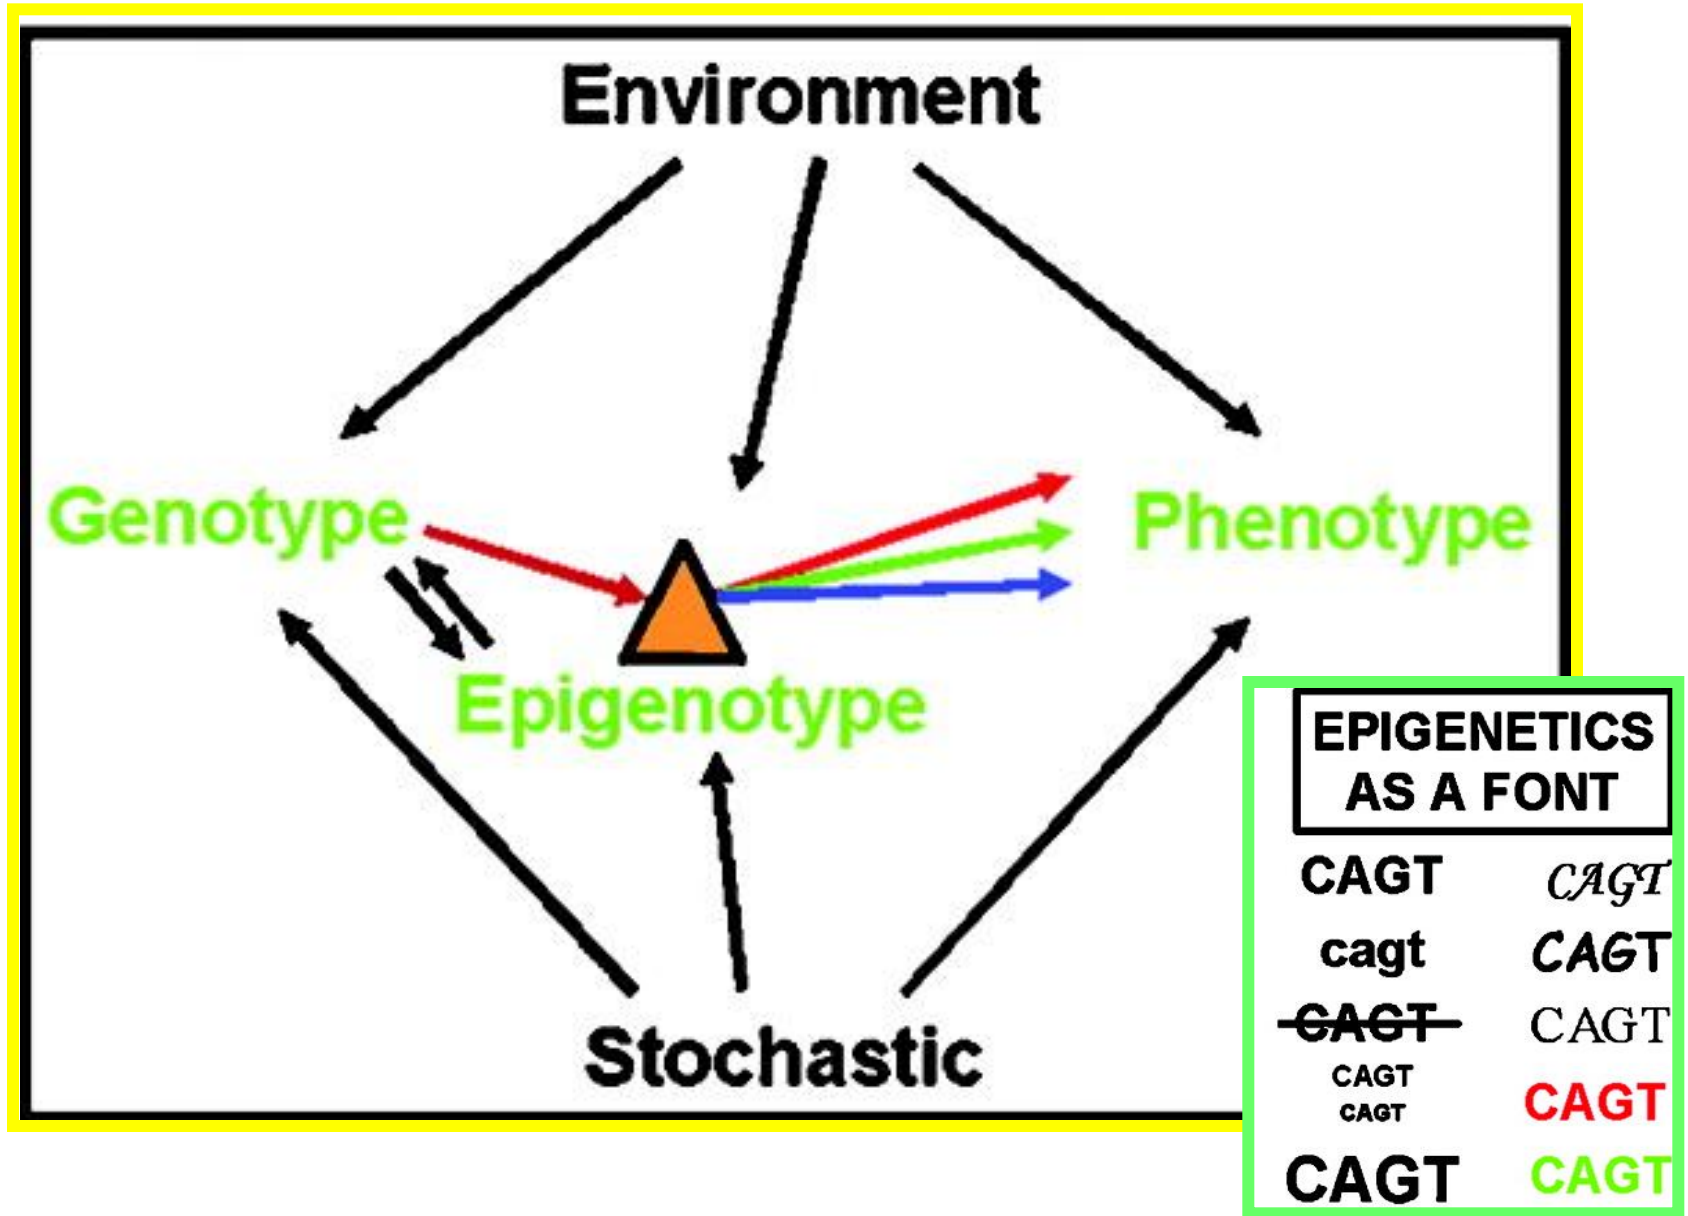 Environment
Genotype
Phenotype
Epigenotype
Stochastic
EPIGENETICS
AS A FONT
CAGT CAGT
cagt CAGT
CAGT CAGT
CAGT
CAGT
CAGT
CAGT CAGT